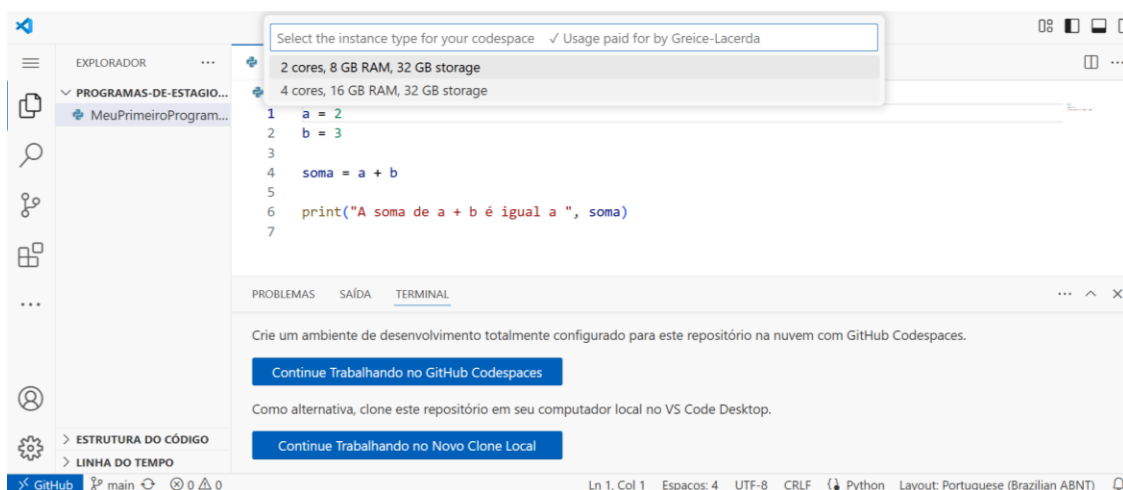 Select the instance type for your codespace ✓ Usage paid for by Greice-Lacerda
2 cores, 8 GB RAM, 32 GB storage
4 cores, 16 GB RAM, 32 GB storage
EXPLORADOR ...
PROGRAMAS-DE-ESTAGIO...
MeuPrimeiroProgram...
1 a = 2
2 b = 3
3
4 soma = a + b
5
6 print("A soma de a + b é igual a ", soma)
7
PROBLEMAS SAÍDA TERMINAL
Crie um ambiente de desenvolvimento totalmente configurado para este repositório na nuvem com GitHub Codespaces.
Continue Trabalhando no GitHub Codespaces
Como alternativa, clone este repositório em seu computador local no VS Code Desktop.
Continue Trabalhando no Novo Clone Local
ESTRUTURA DO CÓDIGO
LINHA DO TEMPO
GitHub main 0 0 Ln 1, Col 1 Espaços: 4 UTF-8 CRLF Python Layout: Portuguese (Brazilian ABNT)